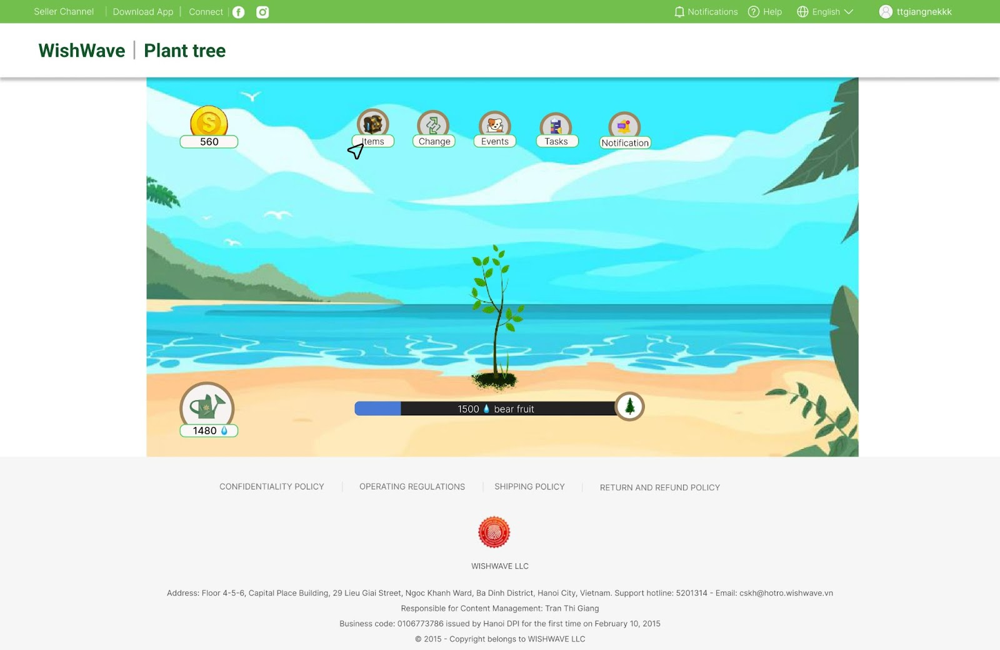 Seller Channel | Download App | Connect |
Notifications Help English ttgiangnekkk
WishWave | Plant tree
560
Items
Change
Events
Tasks
Notification
1500 💧 bear fruit
1480 💧
CONFIDENTIALITY POLICY | OPERATING REGULATIONS | SHIPPING POLICY | RETURN AND REFUND POLICY
WISHWAVE LLC
Address: Floor 4-5-6, Capital Place Building, 29 Lieu Giai Street, Ngoc Khanh Ward, Ba Dinh District, Hanoi City, Vietnam. Support hotline: 5201314 - Email: cskh@hotro.wishwave.vn
Responsible for Content Management: Tran Thi Giang
Business code: 0106773786 issued by Hanoi DPI for the first time on February 10, 2015
© 2015 - Copyright belongs to WISHWAVE LLC